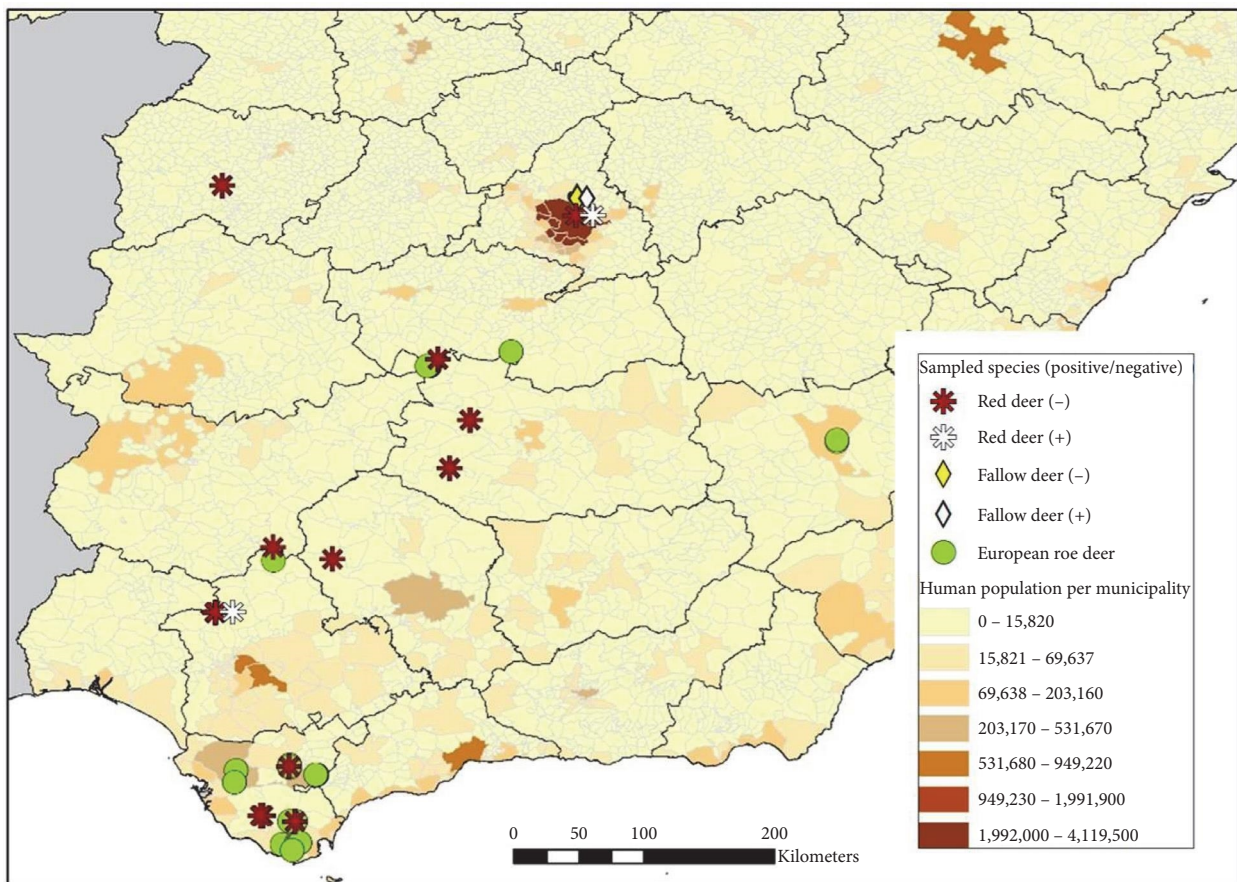 Sampled species (positive/negative)
Red deer (–)
Red deer (+)
Fallow deer (–)
Fallow deer (+)
European roe deer
Human population per municipality
0 – 15,820
15,821 – 69,637
69,638 – 203,160
203,170 – 531,670
531,680 – 949,220
949,230 – 1,991,900
1,992,000 – 4,119,500
0 50 100 200
Kilometers